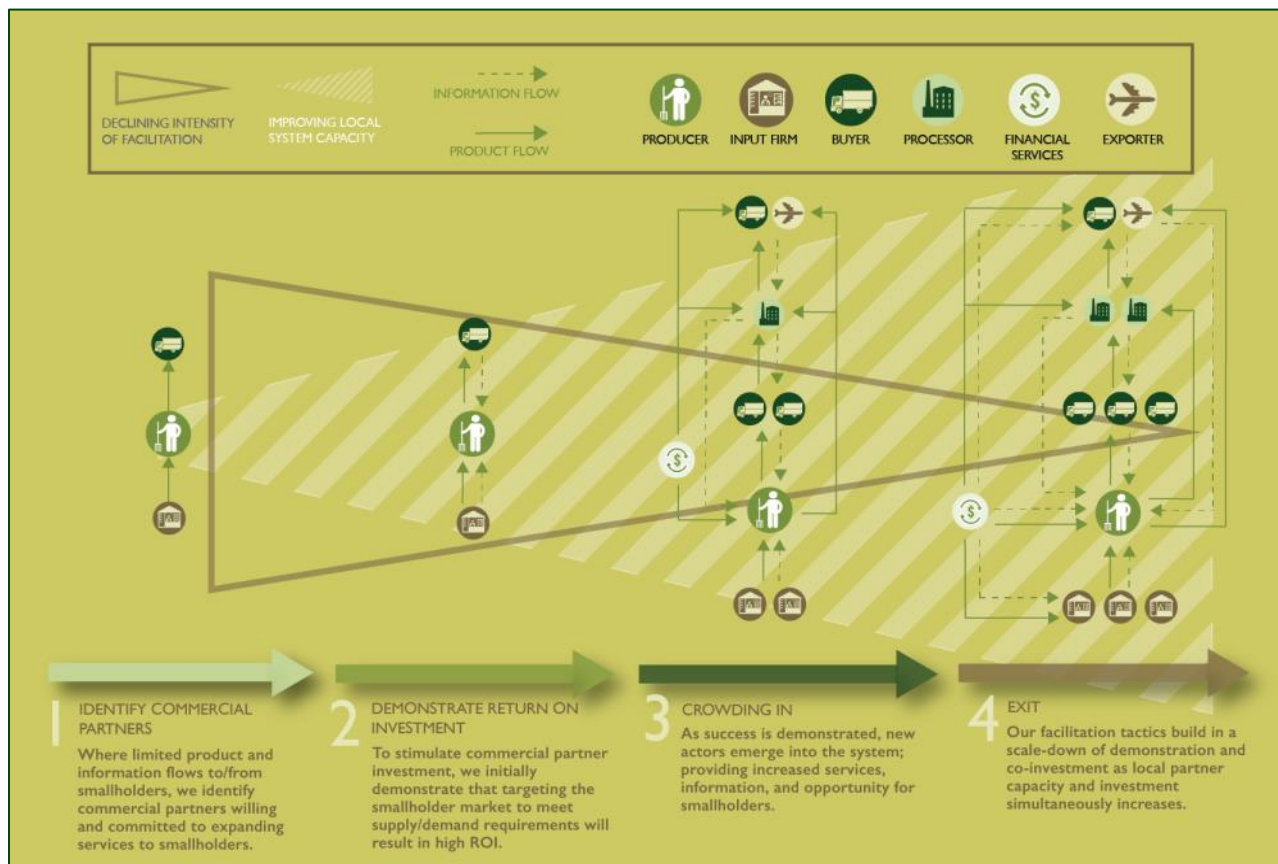 DECLINING INTENSITY
OF FACILITATION
IMPROVING LOCAL
SYSTEM CAPACITY
INFORMATION FLOW
PRODUCT FLOW
PRODUCER
INPUT FIRM
BUYER
PROCESSOR
FINANCIAL
SERVICES
EXPORTER
1
IDENTIFY COMMERCIAL
PARTNERS
Where limited product and
information flows to/from
smallholders, we identify
commercial partners willing
and committed to expanding
services to smallholders.
2
DEMONSTRATE RETURN ON
INVESTMENT
To stimulate commercial partner
investment, we initially
demonstrate that targeting the
smallholder market to meet
supply/demand requirements will
result in high ROI.
3
CROWDING IN
As success is demonstrated, new
actors emerge into the system;
providing increased services,
information, and opportunity for
smallholders.
4
EXIT
Our facilitation tactics build in a
scale-down of demonstration and
co-investment as local partner
capacity and investment
simultaneously increases.